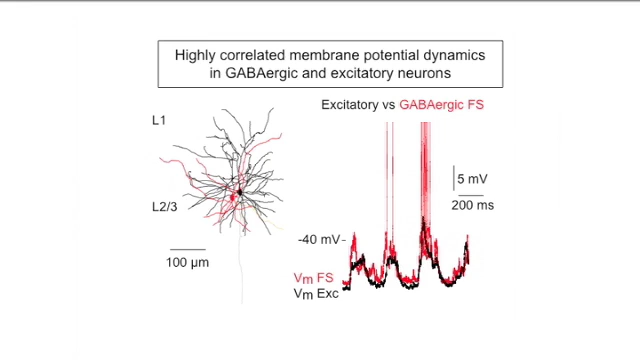 Highly correlated membrane potential dynamics
in GABAergic and excitatory neurons
Excitatory vs GABAergic FS
L1
L2/3
100 µm
5 mV
200 ms
-40 mV
Vm FS
Vm Exc